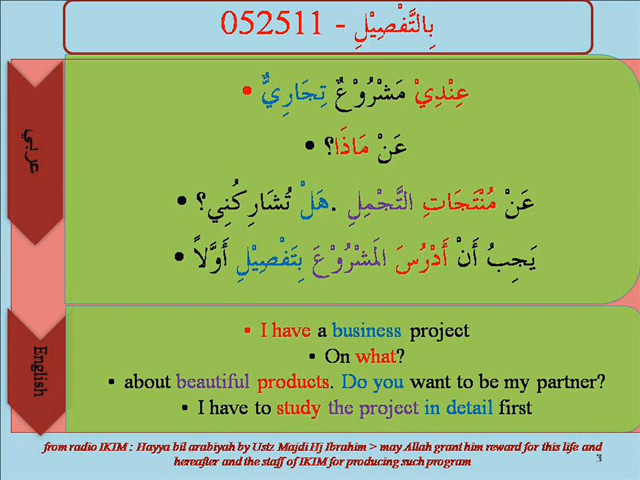 بِالتَّفْصِيْلِ - 052511
عربي
عِنْدِيْ مَشْرُوْعٌ تِجَارِيٌّ •
عَنْ مَاذَا؟ •
عَنْ مُنْتَجَاتِ التَّجْمِلِ .هَلْ تُشَارِكُنِي؟ •
يَجِبُ أَنْ أَدْرُسَ المَشْرُوْعَ بِتَفْصِيْلِ أَوَّلاً •
English
• I have a business project
• On what?
• about beautiful products. Do you want to be my partner?
• I have to study the project in detail first
from radio IKIM : Hayya bil arabiyah by Ustz Majdi Hj Ibrahim > may Allah grant him reward for this life and
hereafter and the staff of IKIM for producing such program